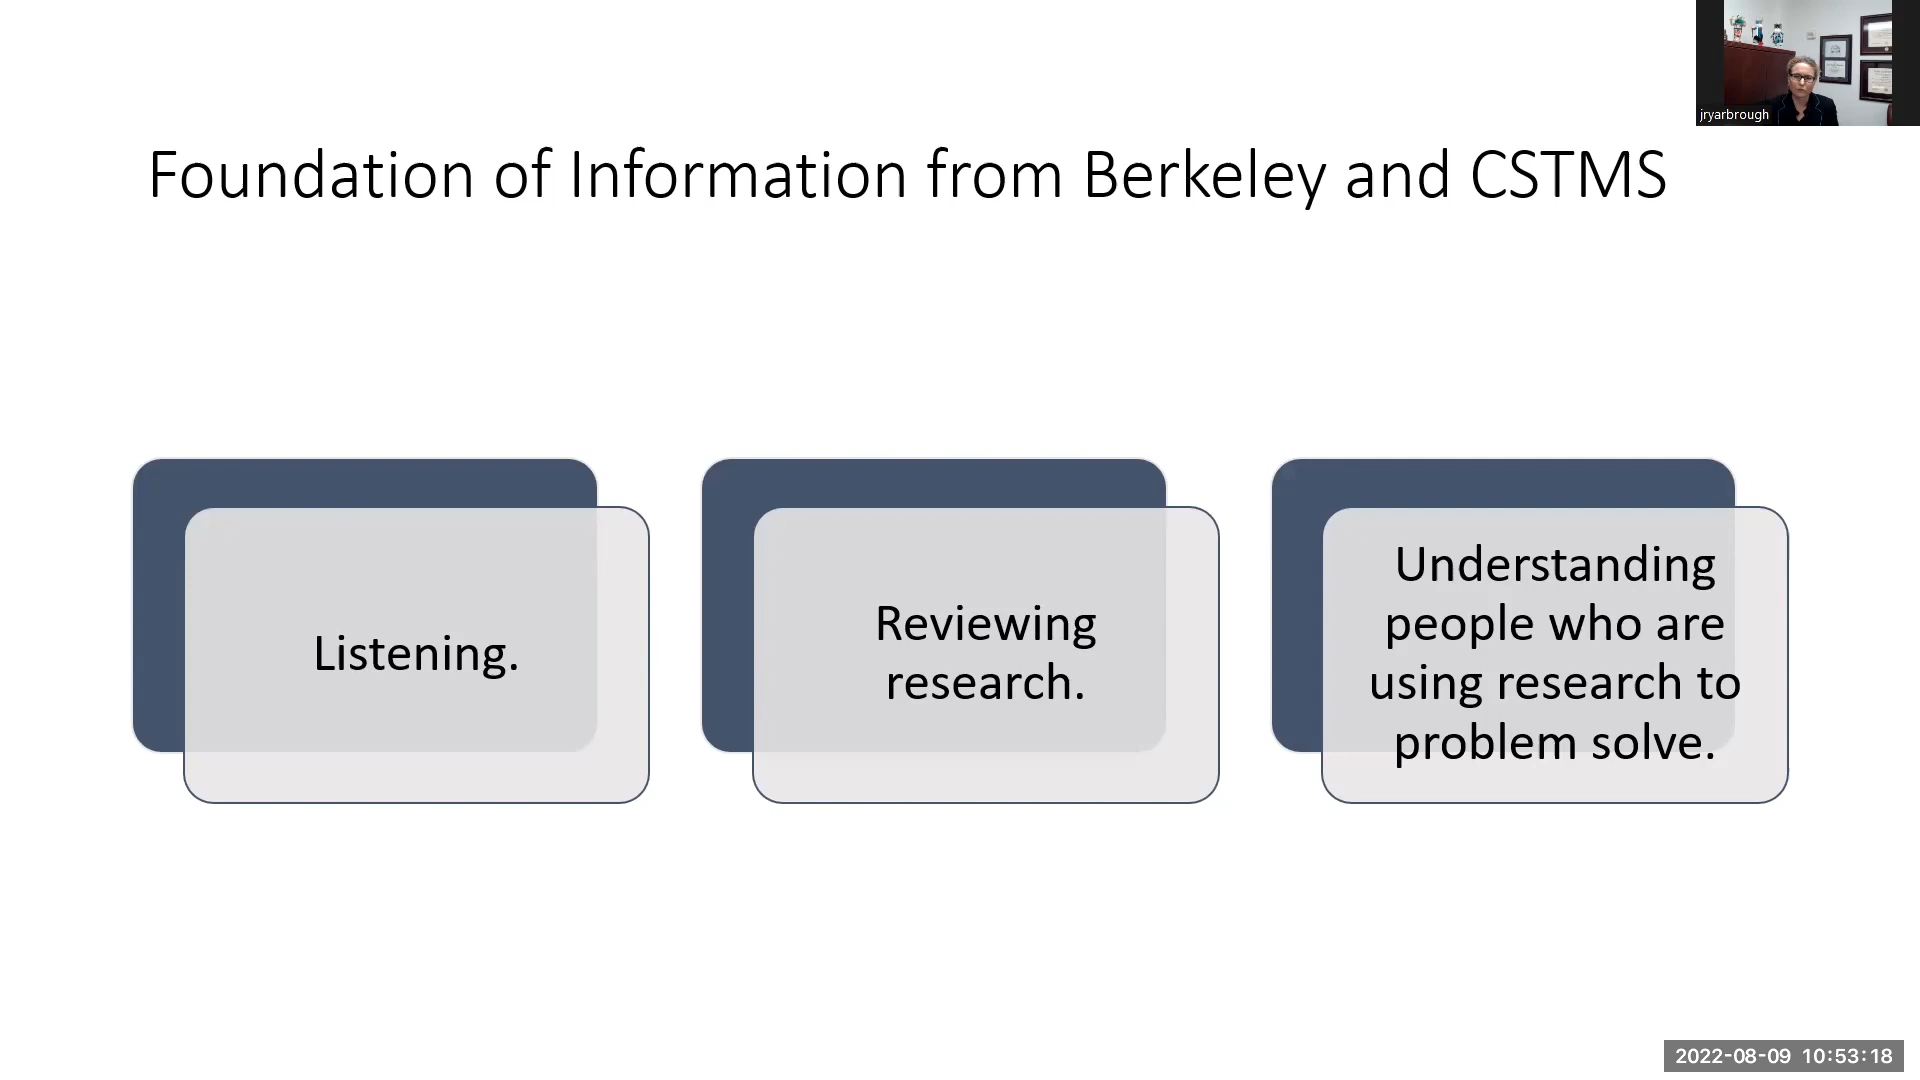 jryarbrough
Foundation of Information from Berkeley and CSTMS
Listening.
Reviewing
research.
Understanding
people who are
using research to
problem solve.
2022-08-09 10:53:18